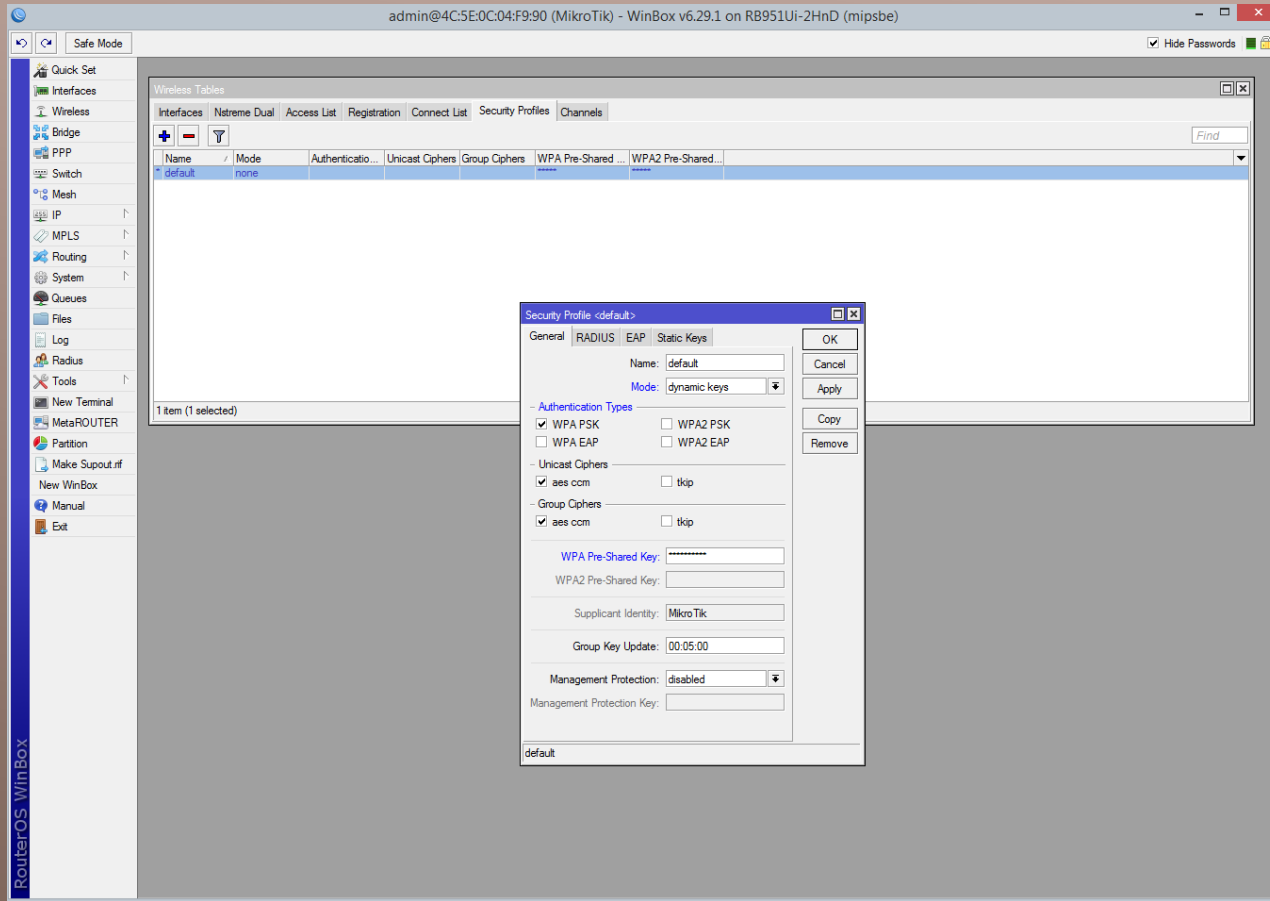 admin@4C:5E:0C:04:F9:90 (MikroTik) - WinBox v6.29.1 on RB951Ui-2HnD (mipsbe)
Safe Mode
Hide Passwords
Quick Set
Interfaces
Wireless
Bridge
PPP
Switch
Mesh
IP
MPLS
Routing
System
Queues
Files
Log
Radius
Tools
New Terminal
MetaROUTER
Partition
Make Supout.rif
New WinBox
Manual
Exit
RouterOS WinBox
Wireless Tables
Interfaces Nstreme Dual Access List Registration Connect List Security Profiles Channels
Find
Name / Mode Authenticatio... Unicast Ciphers Group Ciphers WPA Pre-Shared ... WPA2 Pre-Shared...
* default none ***** *****
1 item (1 selected)
Security Profile <default>
General RADIUS EAP Static Keys
OK
Cancel
Apply
Copy
Remove
Name: default
Mode: dynamic keys
Authentication Types
WPA PSK WPA2 PSK
WPA EAP WPA2 EAP
Unicast Ciphers
aes ccm tkip
Group Ciphers
aes ccm tkip
WPA Pre-Shared Key: **********
WPA2 Pre-Shared Key:
Supplicant Identity: MikroTik
Group Key Update: 00:05:00
Management Protection: disabled
Management Protection Key:
default